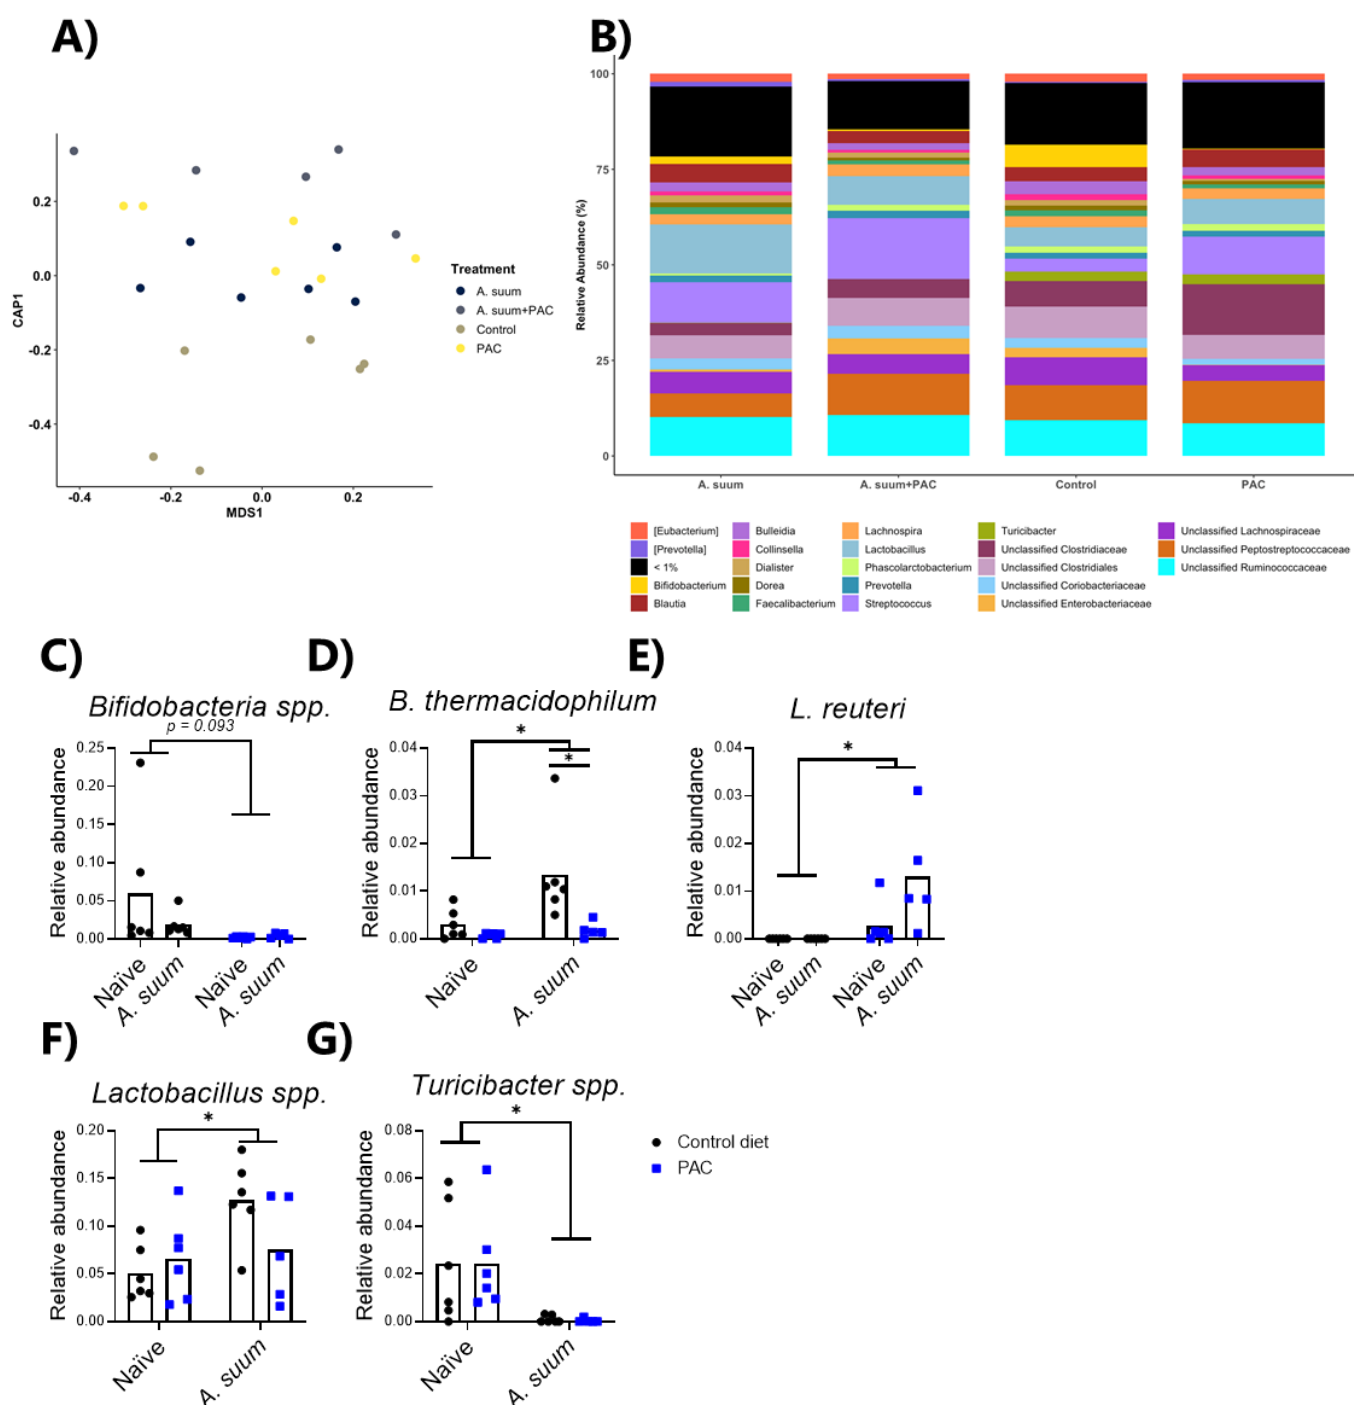 A)
0.2
0.0
-0.2
-0.4
CAP1
-0.4
-0.2
0.0
0.2
MDS1
Treatment
A. suum
A. suum+PAC
Control
PAC
B)
100
75
50
25
0
Relative Abundance (%)
A. suum
A. suum+PAC
Control
PAC
[Eubacterium]
[Prevotella]
< 1%
Bifidobacterium
Blautia
Bulleidia
Collinsella
Dialister
Dorea
Faecalibacterium
Lachnospira
Lactobacillus
Phascolarctobacterium
Prevotella
Streptococcus
Turicibacter
Unclassified Clostridiaceae
Unclassified Clostridiales
Unclassified Coriobacteriaceae
Unclassified Enterobacteriaceae
Unclassified Lachnospiraceae
Unclassified Peptostreptococcaceae
Unclassified Ruminococcaceae
C)
Bifidobacteria spp.
p = 0.093
Relative abundance
0.25
0.20
0.15
0.10
0.05
0.00
Naïve
A. suum
Naïve
A. suum
D)
B. thermacidophilum
*
*
Relative abundance
0.04
0.03
0.02
0.01
0.00
Naïve
A. suum
E)
L. reuteri
*
Relative abundance
0.04
0.03
0.02
0.01
0.00
Naïve
A. suum
Naïve
A. suum
F)
Lactobacillus spp.
*
Relative abundance
0.20
0.15
0.10
0.05
0.00
Naïve
A. suum
G)
Turicibacter spp.
*
Relative abundance
0.08
0.06
0.04
0.02
0.00
Naïve
A. suum
Control diet
PAC